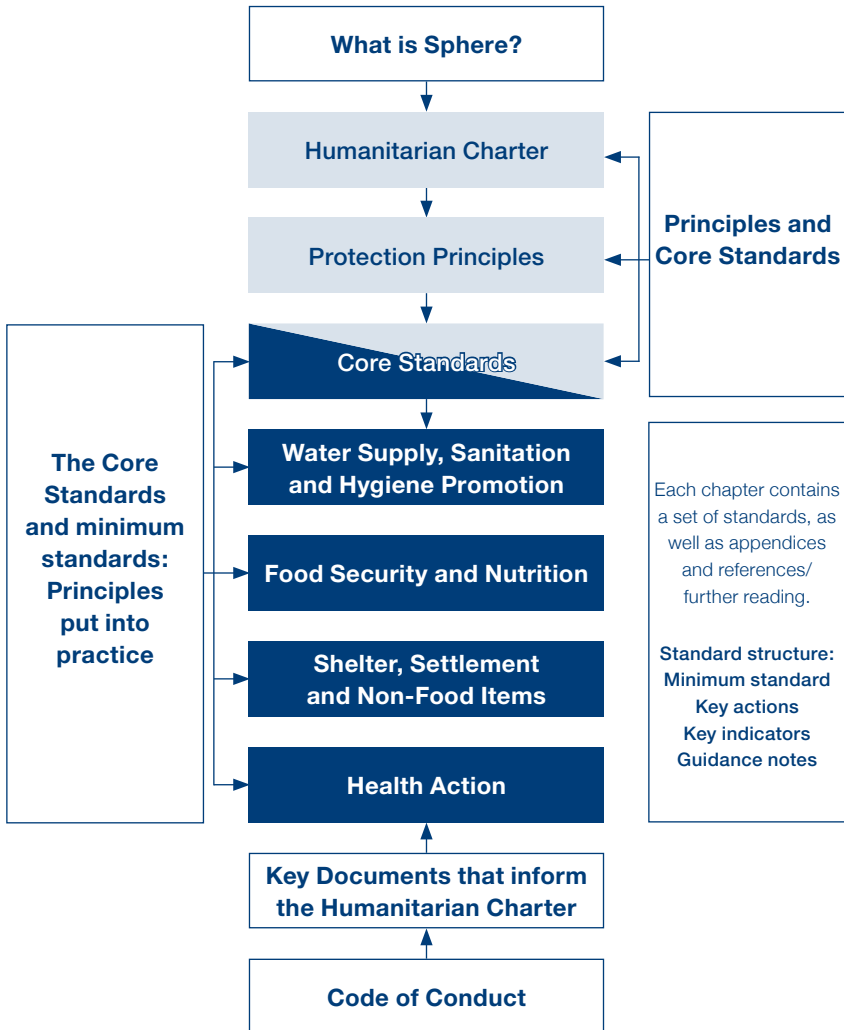 What is Sphere?
Humanitarian Charter
Protection Principles
Principles and
Core Standards
Core Standards
The Core
Standards
and minimum
standards:
Principles
put into
practice
Water Supply, Sanitation
and Hygiene Promotion
Food Security and Nutrition
Shelter, Settlement
and Non-Food Items
Health Action
Each chapter contains
a set of standards, as
well as appendices
and references/
further reading.
Standard structure:
Minimum standard
Key actions
Key indicators
Guidance notes
Key Documents that inform
the Humanitarian Charter
Code of Conduct